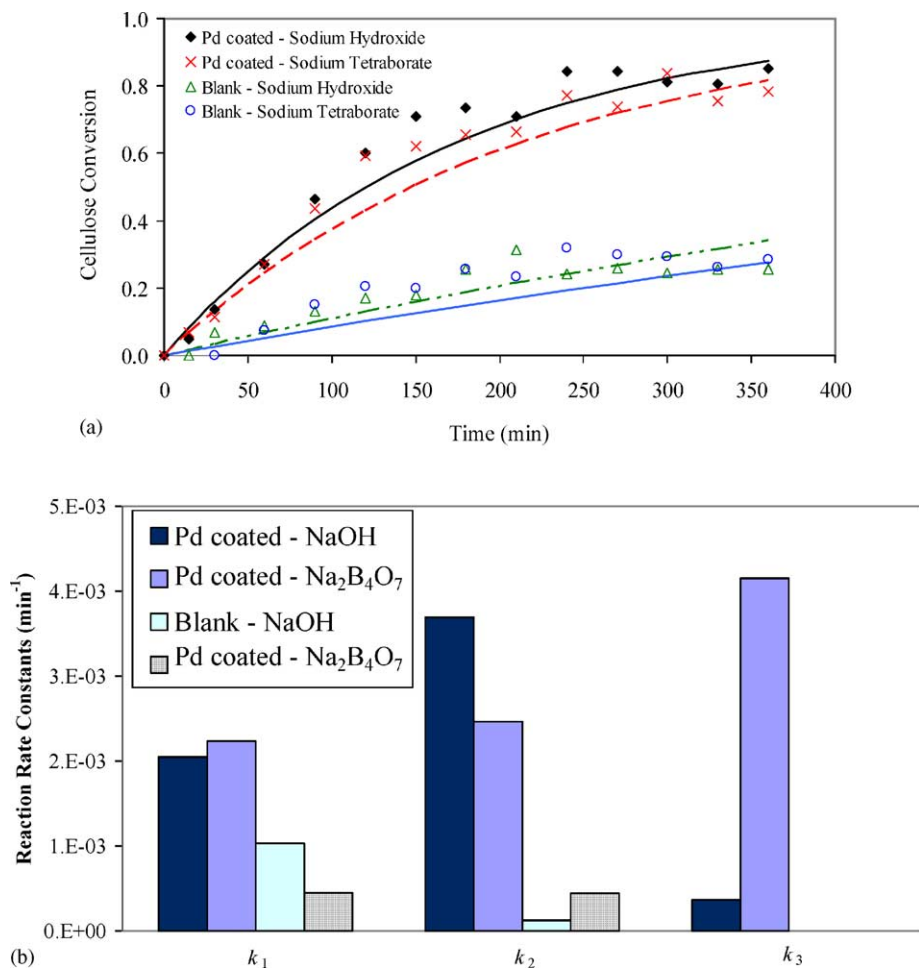 1.0
0.8
0.6
0.4
0.2
0.0
Cellulose Conversion
Pd coated - Sodium Hydroxide
Pd coated - Sodium Tetraborate
Blank - Sodium Hydroxide
Blank - Sodium Tetraborate
0 50 100 150 200 250 300 350 400
Time (min)
(a)
5.E-03
4.E-03
3.E-03
2.E-03
1.E-03
0.E+00
Reaction Rate Constants (min⁻¹)
Pd coated - NaOH
Pd coated - Na₂B₄O₇
Blank - NaOH
Pd coated - Na₂B₄O₇
k₁ k₂ k₃
(b)